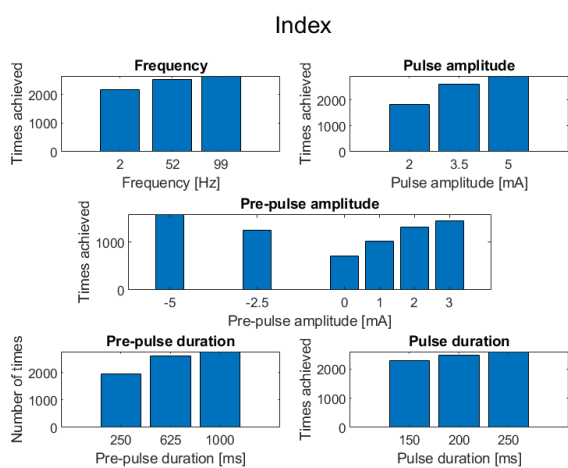 Index
Frequency
Times achieved
2000
1000
0
2 52 99
Frequency [Hz]
Pulse amplitude
Times achieved
2000
1000
0
2 3.5 5
Pulse amplitude [mA]
Pre-pulse amplitude
Times achieved
1000
0
-5 -2.5 0 1 2 3
Pre-pulse amplitude [mA]
Pre-pulse duration
Number of times
2000
1000
0
250 625 1000
Pre-pulse duration [ms]
Pulse duration
Times achieved
2000
1000
0
150 200 250
Pulse duration [ms]